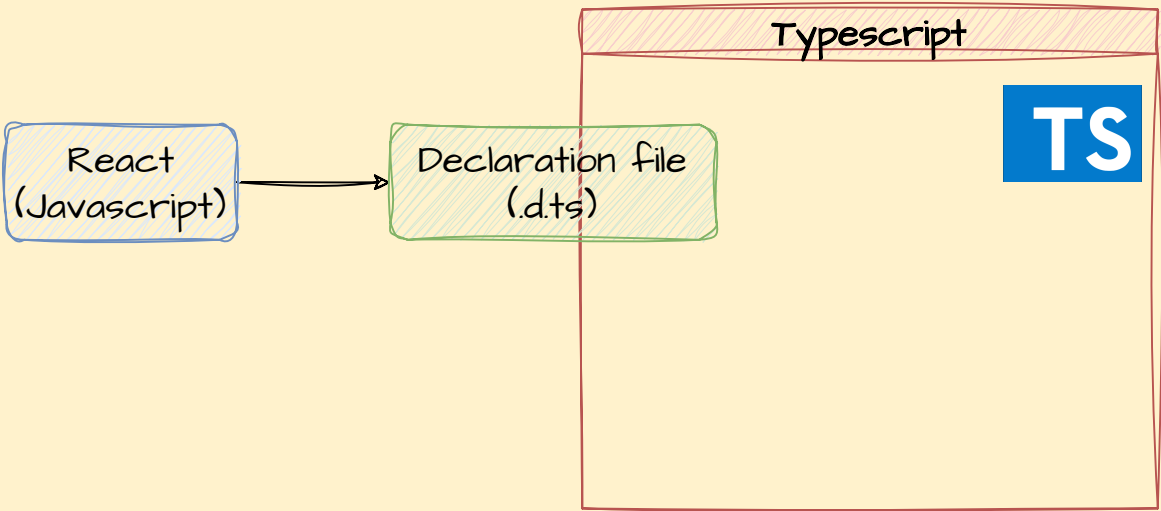 Typescript
TS
React
(Javascript)
Declaration file
(.d.ts)